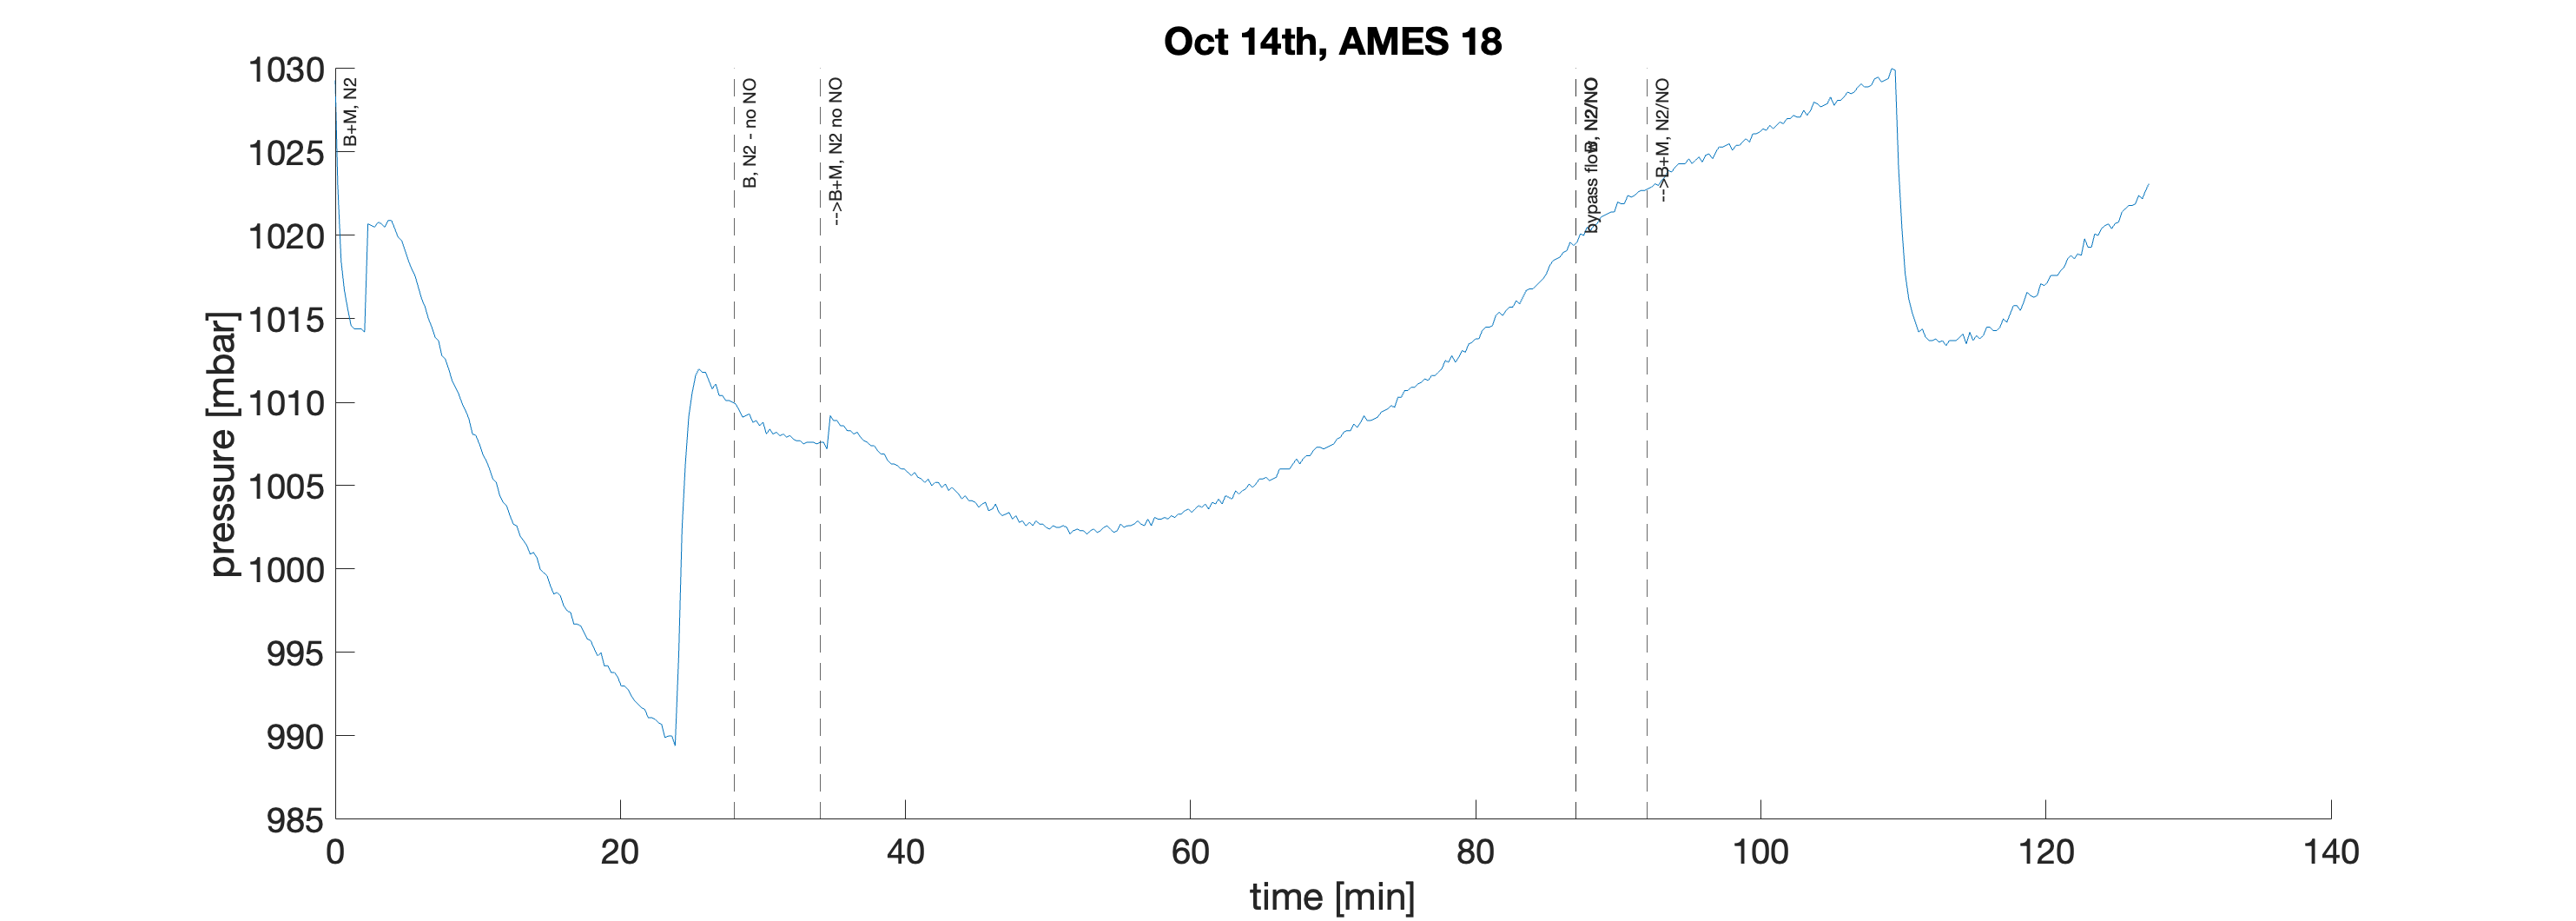 Oct 14th, AMES 18
pressure [mbar]
1030
1025
1020
1015
1010
1005
1000
995
990
985
B+M, N2
B, N2 - no NO
-->B+M, N2 no NO
bypass flow, N2/NO
B, N2/NO
-->B+M, N2/NO
0 20 40 60 80 100 120 140
time [min]